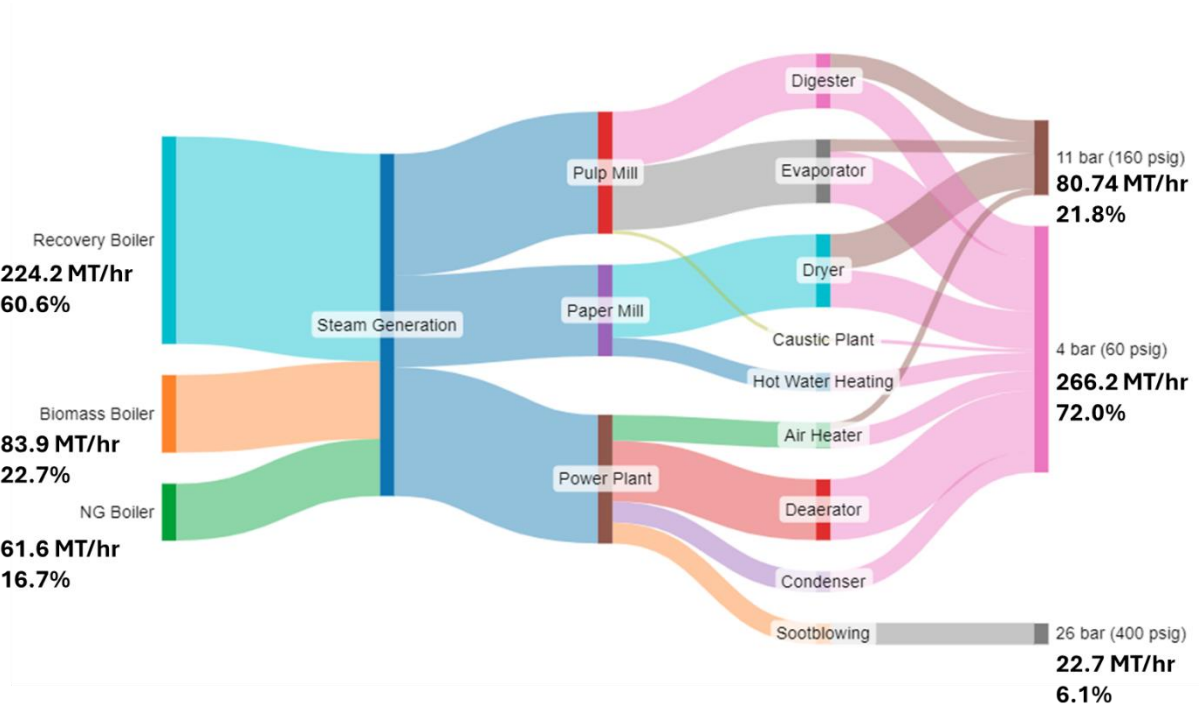 Recovery Boiler
224.2 MT/hr
60.6%
Biomass Boiler
83.9 MT/hr
22.7%
NG Boiler
61.6 MT/hr
16.7%
Steam Generation
Pulp Mill
Paper Mill
Power Plant
Digester
Evaporator
Dryer
Caustic Plant
Hot Water Heating
Air Heater
Deaerator
Condenser
Sootblowing
11 bar (160 psig)
80.74 MT/hr
21.8%
4 bar (60 psig)
266.2 MT/hr
72.0%
26 bar (400 psig)
22.7 MT/hr
6.1%